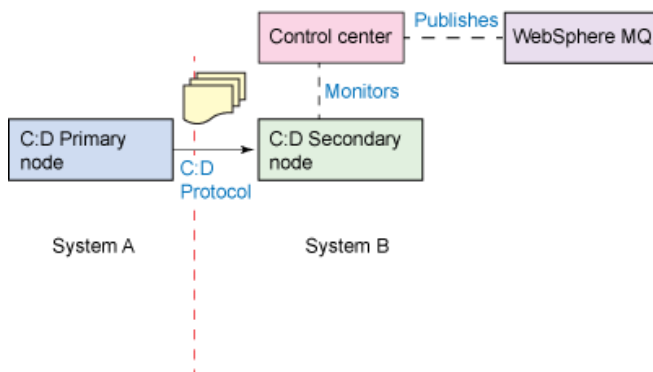 Publishes
Control center
WebSphere MQ
Monitors
C:D Primary
node
C:D Secondary
node
C:D
Protocol
System A
System B